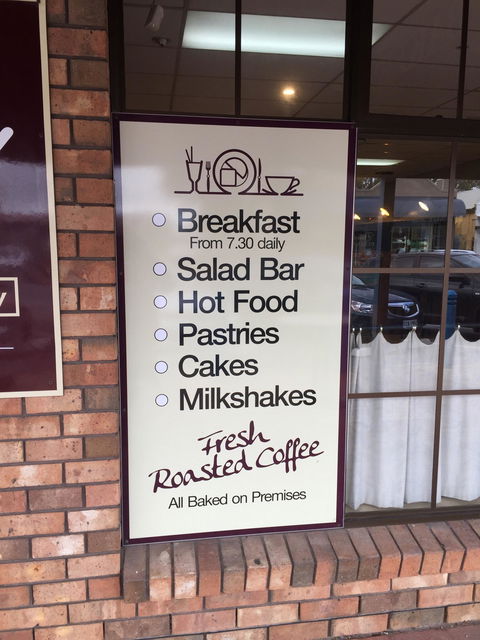 Breakfast
From 7.30 daily
Salad Bar
Hot Food
Pastries
Cakes
Milkshakes
Fresh
Roasted Coffee
All Baked on Premises